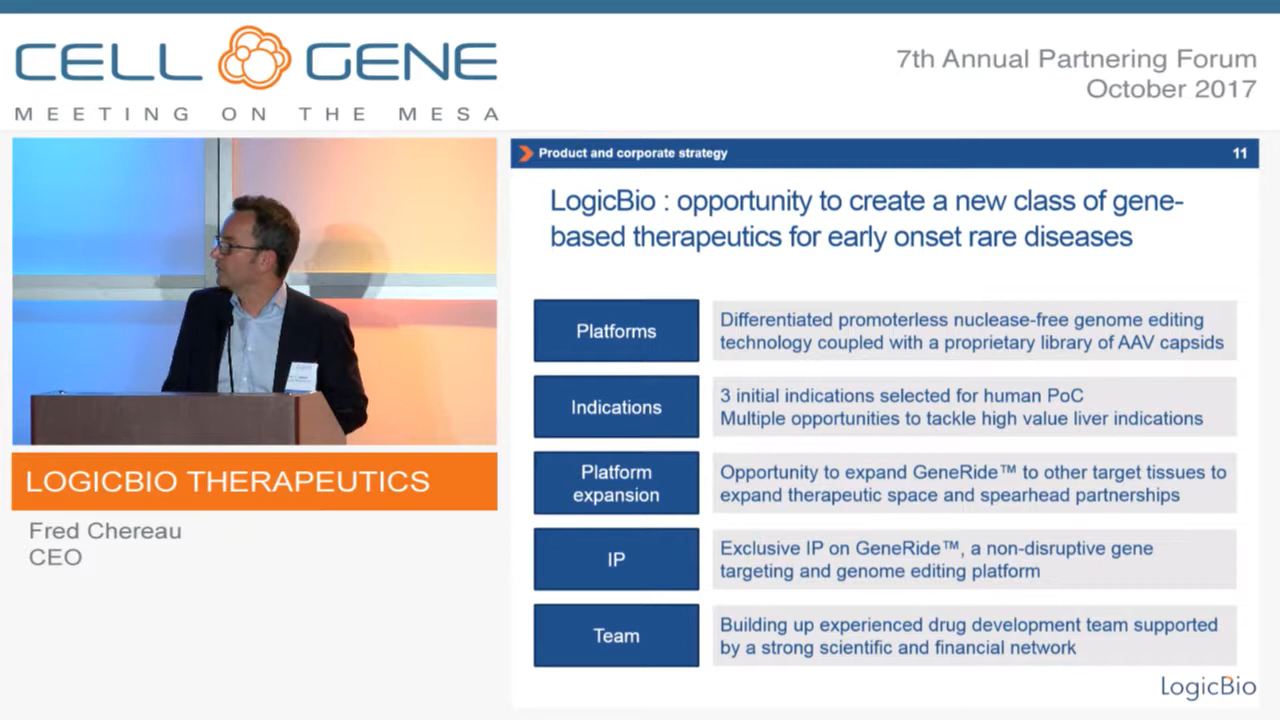 CELL GENE
MEETING ON THE MESA
7th Annual Partnering Forum
October 2017
Product and corporate strategy
11
LogicBio : opportunity to create a new class of gene-
based therapeutics for early onset rare diseases
Platforms
Differentiated promoterless nuclease-free genome editing
technology coupled with a proprietary library of AAV capsids
Indications
3 initial indications selected for human PoC
Multiple opportunities to tackle high value liver indications
Platform
expansion
Opportunity to expand GeneRide™ to other target tissues to
expand therapeutic space and spearhead partnerships
IP
Exclusive IP on GeneRide™, a non-disruptive gene
targeting and genome editing platform
Team
Building up experienced drug development team supported
by a strong scientific and financial network
LogicBio
LOGICBIO THERAPEUTICS
Fred Chereau
CEO